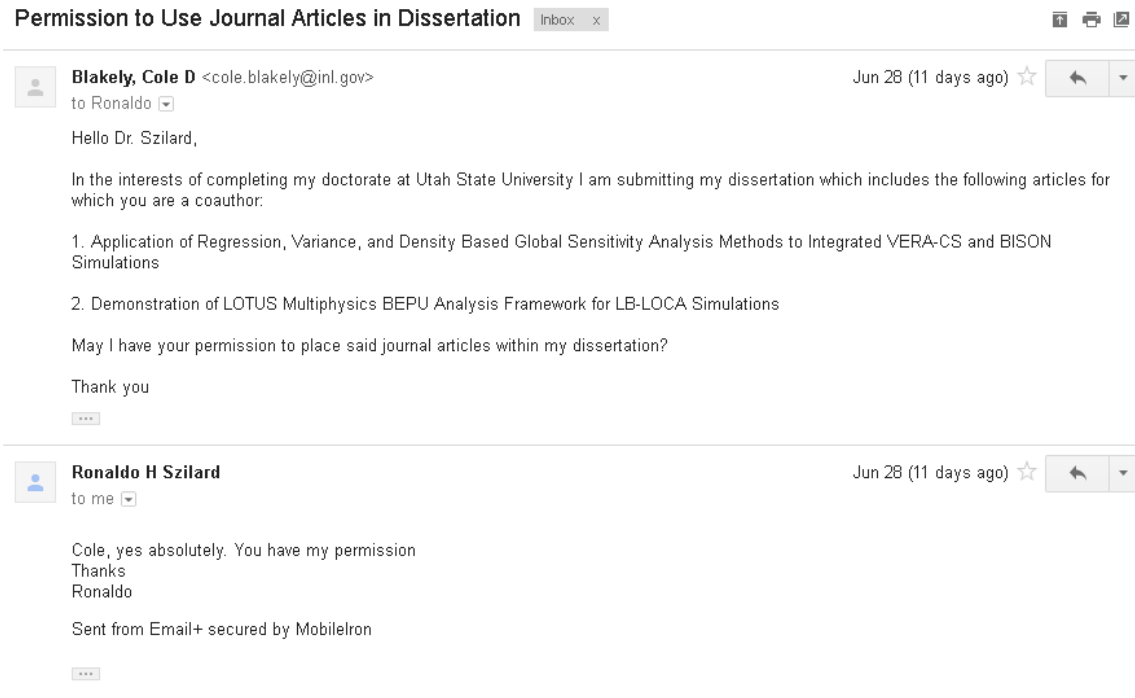 Permission to Use Journal Articles in Dissertation Inbox x
Blakely, Cole D <cole.blakely@inl.gov> Jun 28 (11 days ago)
to Ronaldo
Hello Dr. Szilard,
In the interests of completing my doctorate at Utah State University I am submitting my dissertation which includes the following articles for
which you are a coauthor:
1. Application of Regression, Variance, and Density Based Global Sensitivity Analysis Methods to Integrated VERA-CS and BISON
Simulations
2. Demonstration of LOTUS Multiphysics BEPU Analysis Framework for LB-LOCA Simulations
May I have your permission to place said journal articles within my dissertation?
Thank you
...
Ronaldo H Szilard Jun 28 (11 days ago)
to me
Cole, yes absolutely. You have my permission
Thanks
Ronaldo
Sent from Email+ secured by MobileIron
...